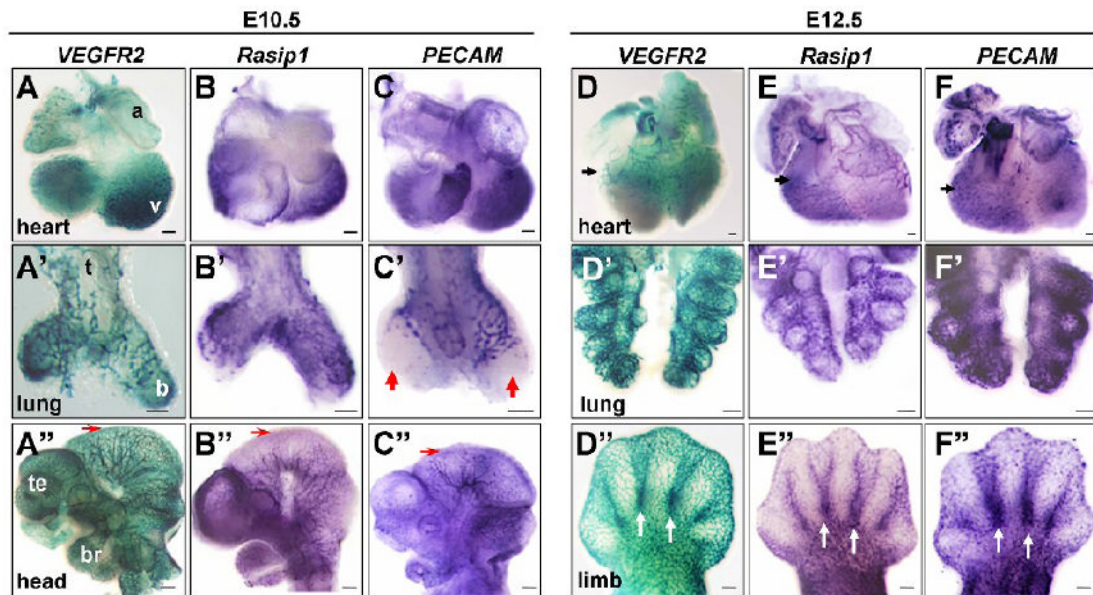 E10.5 E12.5
VEGFR2 Rasip1 PECAM VEGFR2 Rasip1 PECAM
A a B C D E F
v
heart heart
A' t B' C' D' E' F'
b
lung lung
A'' B'' C'' D'' E'' F''
te
br
head limb